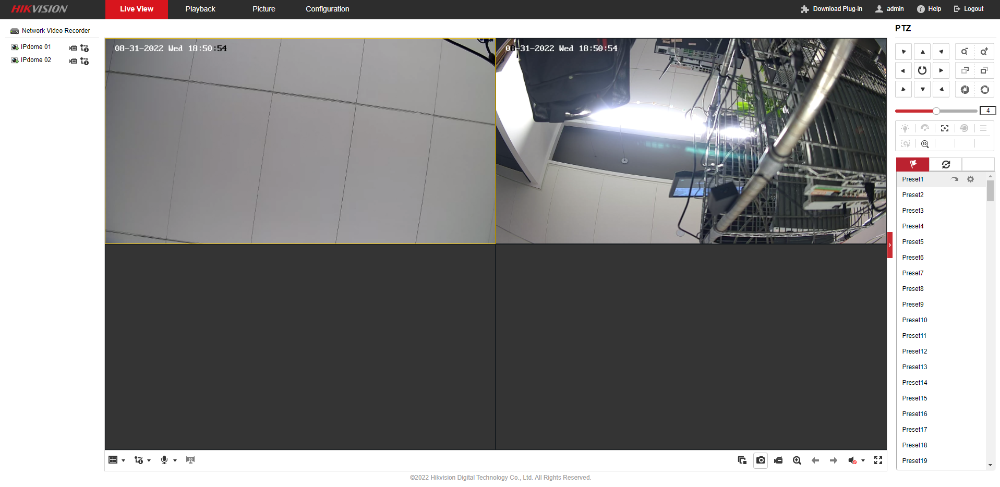 HIKVISION
Live View
Playback
Picture
Configuration
Download Plug-in
admin
Help
Logout
Network Video Recorder
IPdome 01
IPdome 02
08-31-2022 Wed 18:50:54
08-31-2022 Wed 18:50:54
PTZ
4
3D
Preset1
Preset2
Preset3
Preset4
Preset5
Preset6
Preset7
Preset8
Preset9
Preset10
Preset11
Preset12
Preset13
Preset14
Preset15
Preset16
Preset17
Preset18
Preset19
©2022 Hikvision Digital Technology Co., Ltd. All Rights Reserved.